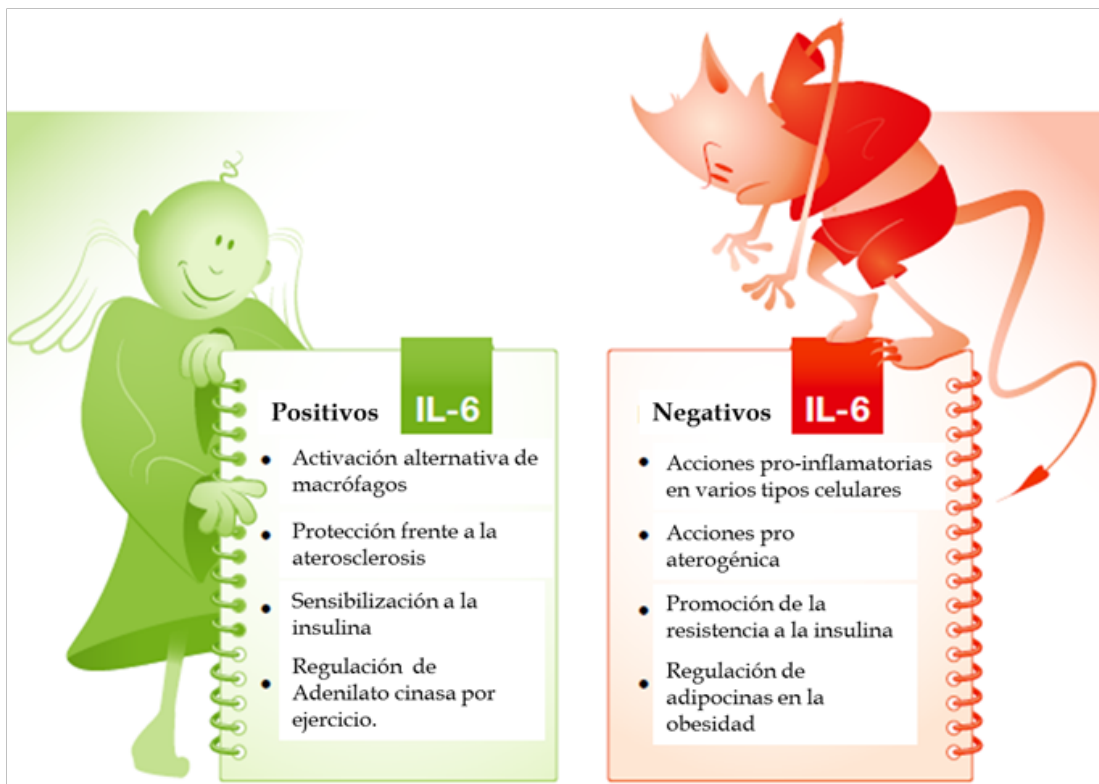 Positivos IL-6
Activación alternativa de
macrófagos
Protección frente a la
aterosclerosis
Sensibilización a la
insulina
Regulación de
Adenilato cinasa por
ejercicio.
Negativos IL-6
Acciones pro-inflamatorias
en varios tipos celulares
Acciones pro
aterogénica
Promoción de la
resistencia a la insulina
Regulación de
adipocinas en la
obesidad